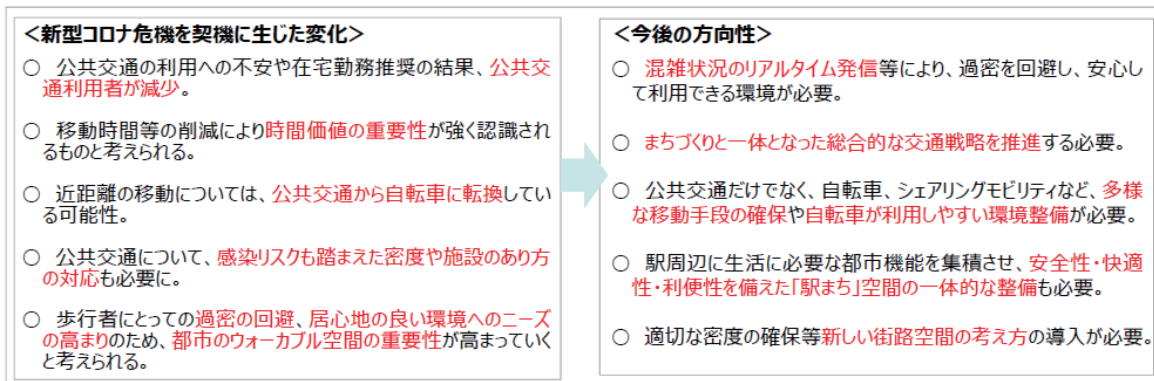 ＜新型コロナ危機を契機に生じた変化＞
○ 公共交通の利用への不安や在宅勤務推奨の結果、公共交
通利用者が減少。
○ 移動時間等の削減により時間価値の重要性が強く認識され
るものと考えられる。
○ 近距離の移動については、公共交通から自転車に転換してい
る可能性。
○ 公共交通について、感染リスクも踏まえた密度や施設のあり方
の対応も必要に。
○ 歩行者にとっての過密の回避、居心地の良い環境へのニーズ
の高まりのため、都市のウォーカブル空間の重要性が高まっていく
と考えられる。
＜今後の方向性＞
○ 混雑状況のリアルタイム発信等により、過密を回避し、安心し
て利用できる環境が必要。
○ まちづくりと一体となった総合的な交通戦略を推進する必要。
○ 公共交通だけでなく、自転車、シェアリングモビリティなど、多様
な移動手段の確保や自転車が利用しやすい環境整備が必要。
○ 駅周辺に生活に必要な都市機能を集積させ、安全性・快適
性・利便性を備えた「駅まち」空間の一体的な整備も必要。
○ 適切な密度の確保等新しい街路空間の考え方の導入が必要。